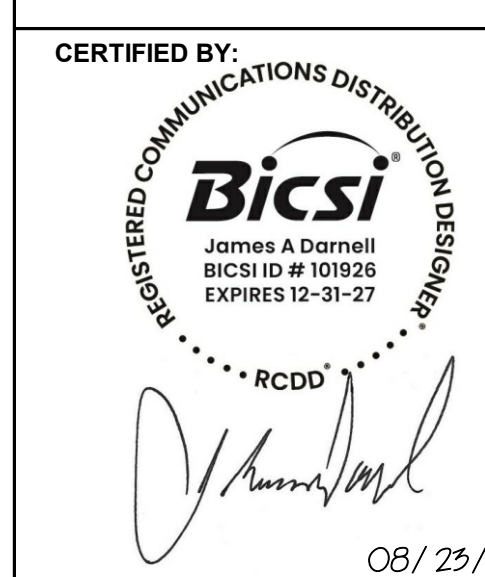 CERTIFIED BY:
REGISTERED COMMUNICATIONS DISTRIBUTION DESIGNER®
Bicsi®
James A Darnell
BICSI ID # 101926
EXPIRES 12-31-27
RCDD®
08/23/